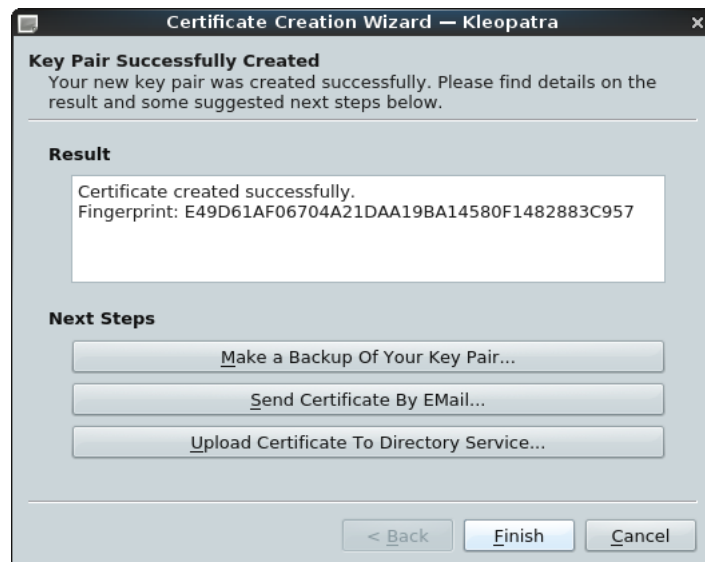 Certificate Creation Wizard — Kleopatra
Key Pair Successfully Created
Your new key pair was created successfully. Please find details on the
result and some suggested next steps below.
Result
Certificate created successfully.
Fingerprint: E49D61AF06704A21DAA19BA14580F1482883C957
Next Steps
Make a Backup Of Your Key Pair...
Send Certificate By EMail...
Upload Certificate To Directory Service...
< Back Finish Cancel